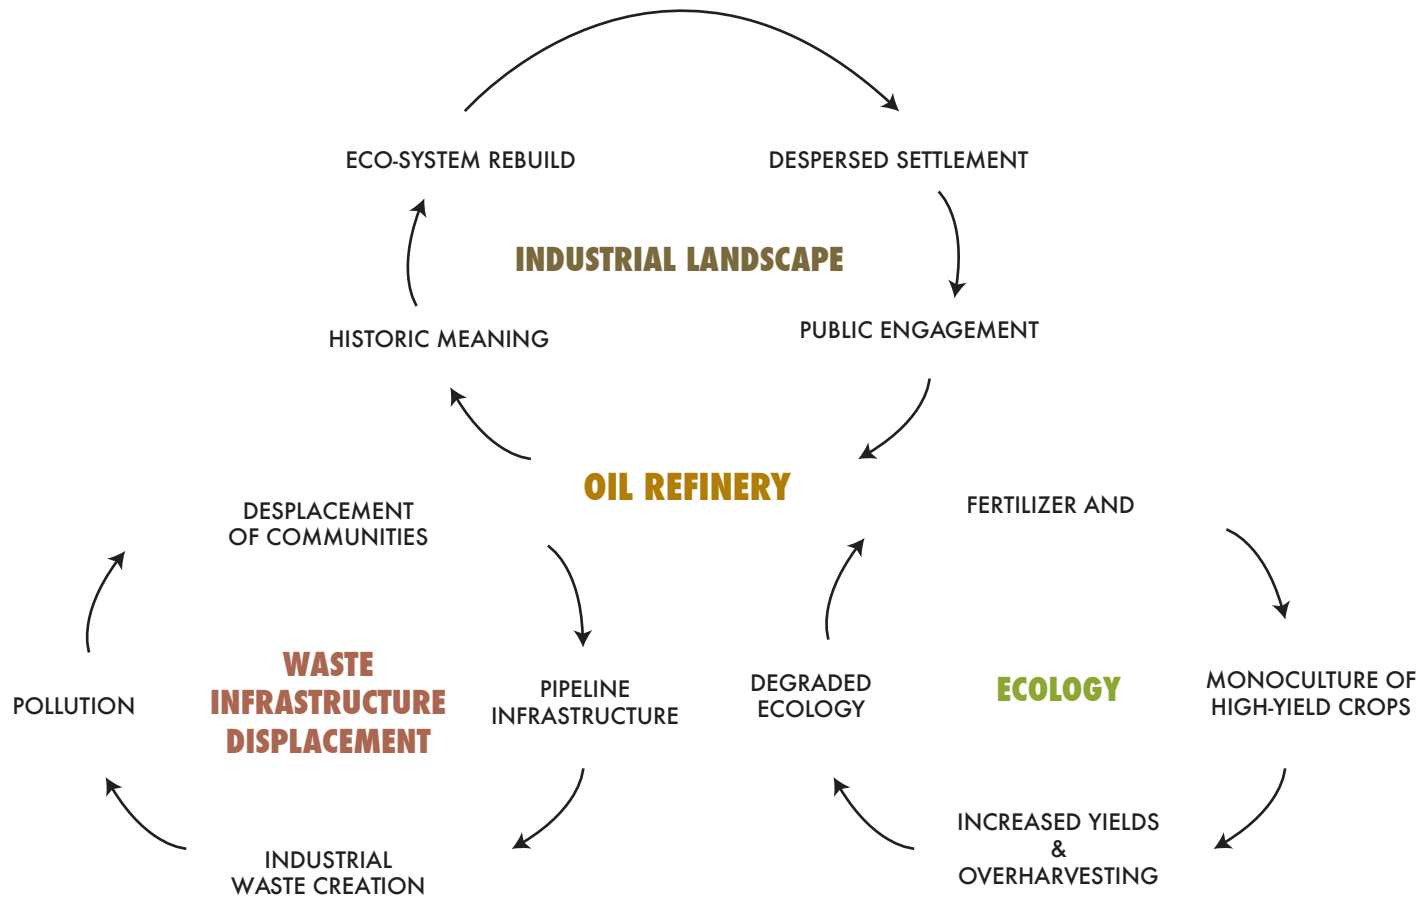 ECO-SYSTEM REBUILD
DESPERSED SETTLEMENT
INDUSTRIAL LANDSCAPE
HISTORIC MEANING
PUBLIC ENGAGEMENT
OIL REFINERY
DESPLACEMENT
OF COMMUNITIES
FERTILIZER AND
WASTE
INFRASTRUCTURE
DISPLACEMENT
POLLUTION
PIPELINE
INFRASTRUCTURE
DEGRADED
ECOLOGY
ECOLOGY
MONOCULTURE OF
HIGH-YIELD CROPS
INDUSTRIAL
WASTE CREATION
INCREASED YIELDS
&
OVERHARVESTING